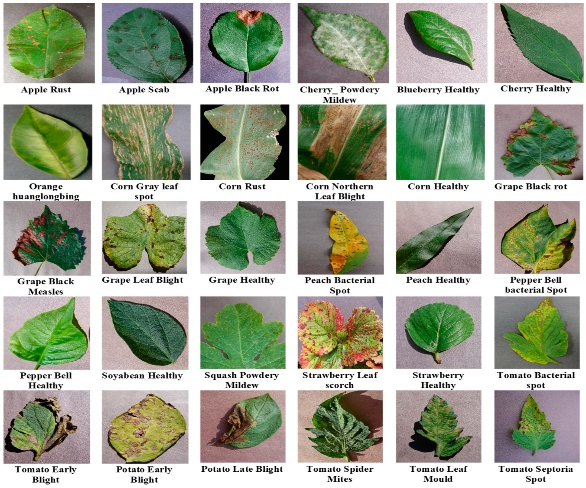 Apple Rust
Apple Scab
Apple Black Rot
Cherry_ Powdery
Mildew
Blueberry Healthy
Cherry Healthy
Orange
huanglongbing
Corn Gray leaf
spot
Corn Rust
Corn Northern
Leaf Blight
Corn Healthy
Grape Black rot
Grape Black
Measles
Grape Leaf Blight
Grape Healthy
Peach Bacterial
Spot
Peach Healthy
Pepper Bell
bacterial Spot
Pepper Bell
Healthy
Soyabean Healthy
Squash Powdery
Mildew
Strawberry Leaf
scorch
Strawberry
Healthy
Tomato Bacterial
spot
Tomato Early
Blight
Potato Early
Blight
Potato Late Blight
Tomato Spider
Mites
Tomato Leaf
Mould
Tomato Septoria
Spot